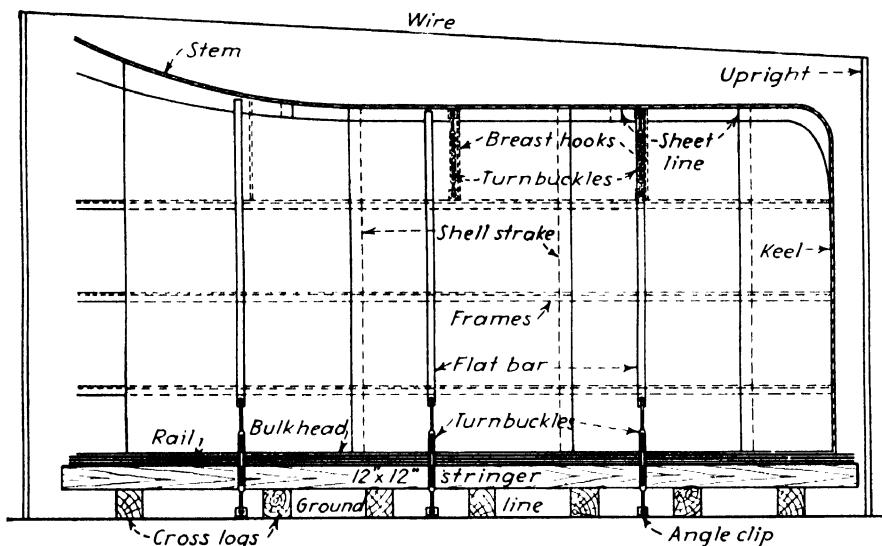 Wire
Stem
Upright
Breast hooks
Sheet
line
Turnbuckles
Shell strake
Keel
Frames
Flat bar
Turnbuckles
Rail
Bulkhead
12"x 12" stringer
Ground line
Cross logs
Angle clip